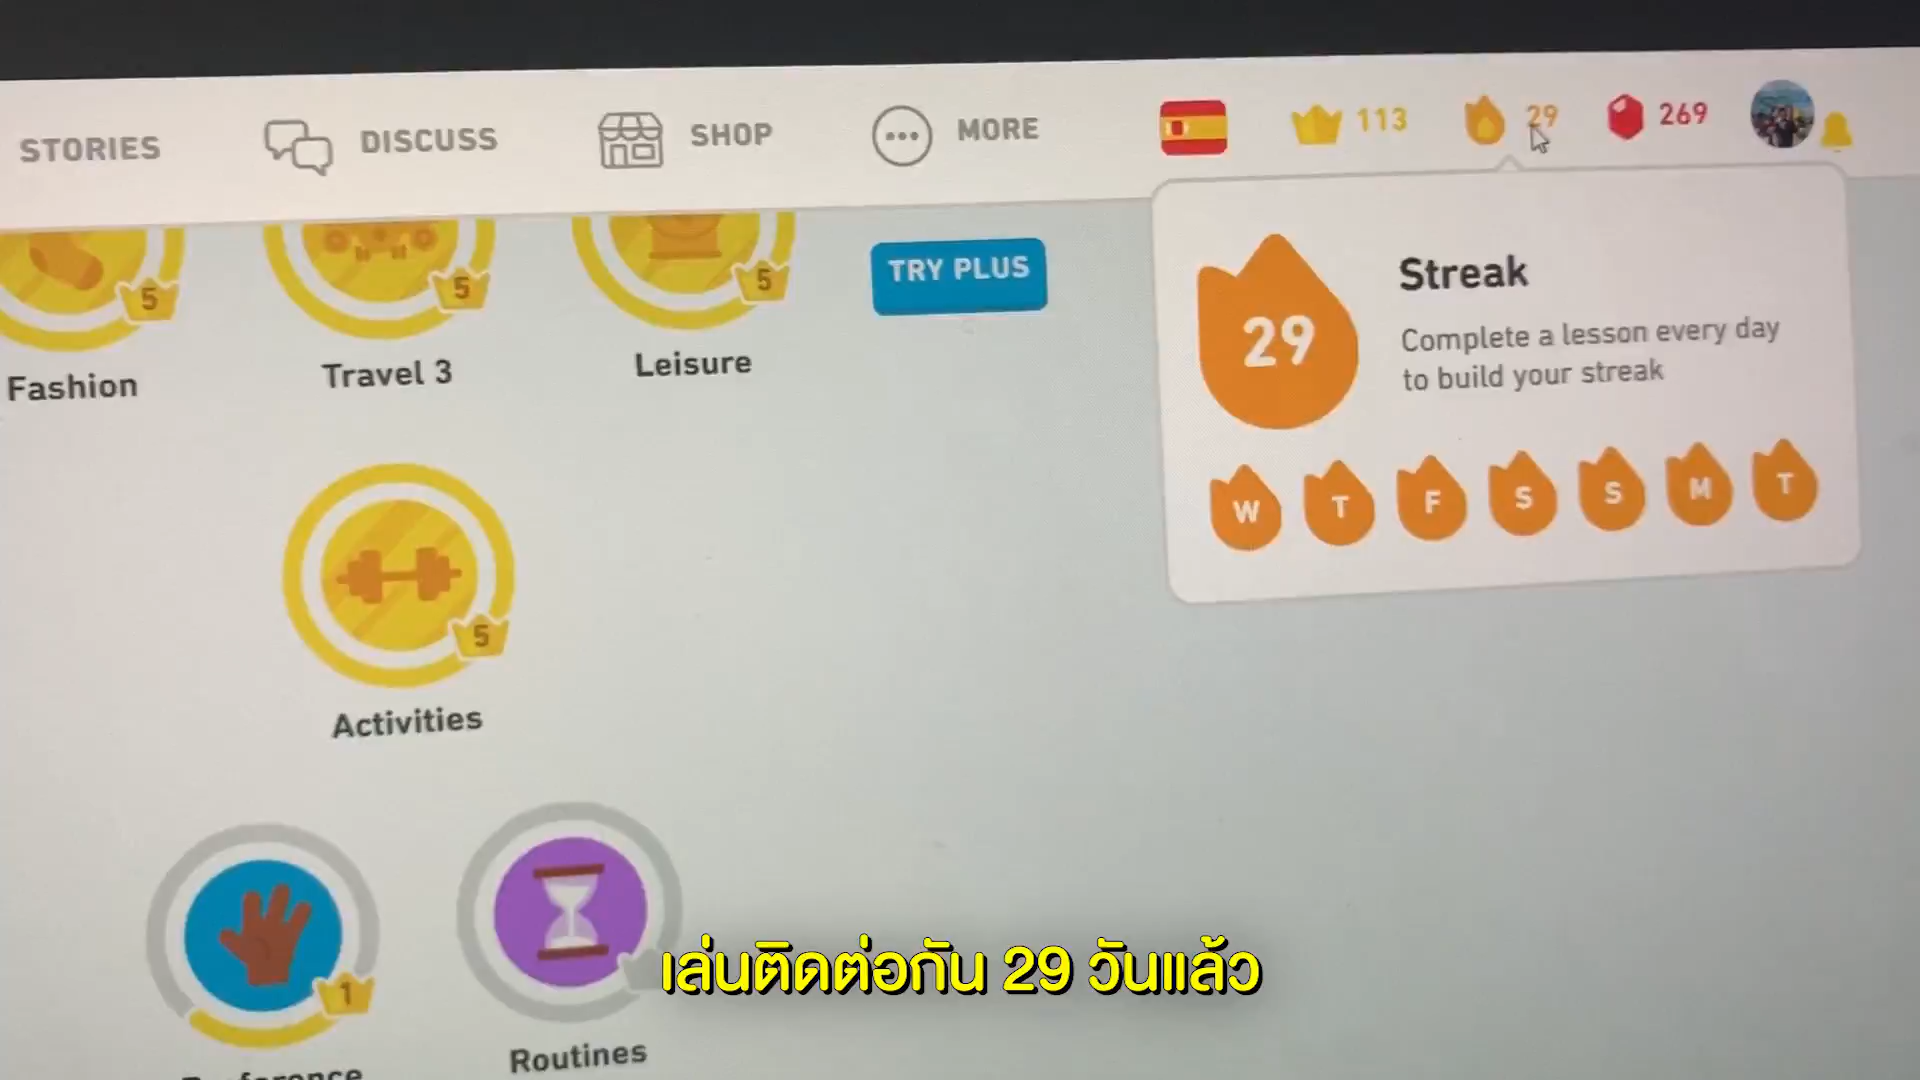 STORIES
DISCUSS
SHOP
MORE
113
29
269
5
5
5
TRY PLUS
Fashion
Travel 3
Leisure
29
Streak
Complete a lesson every day
to build your streak
W T F S S M T
5
Activities
1
Routines
เล่นติดต่อกัน 29 วันแล้ว